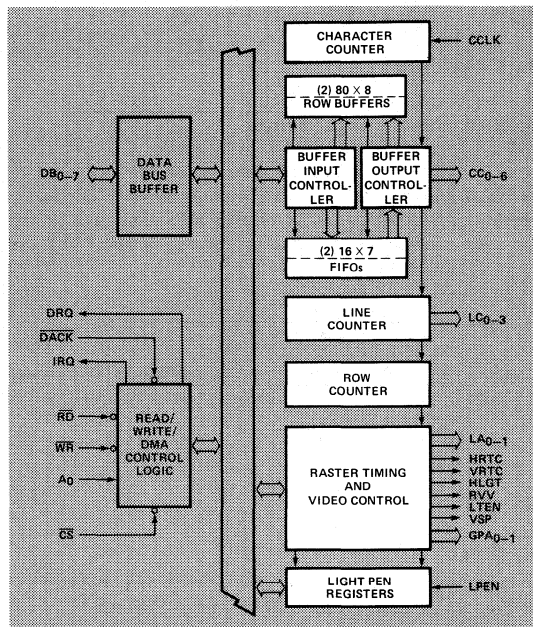 CHARACTER
COUNTER
CCLK
(2) 80 × 8
ROW BUFFERS
DB0–7
DATA
BUS
BUFFER
BUFFER
INPUT
CONTROL-
LER
BUFFER
OUTPUT
CONTROL-
LER
CC0–6
(2) 16 × 7
FIFOs
DRQ
DACK
IRQ
LINE
COUNTER
LC0–3
ROW
COUNTER
RD
WR
A0
CS
READ/
WRITE/
DMA
CONTROL
LOGIC
RASTER TIMING
AND
VIDEO CONTROL
LA0–1
HRTC
VRTC
HLGT
RVV
LTEN
VSP
GPA0–1
LIGHT PEN
REGISTERS
LPEN